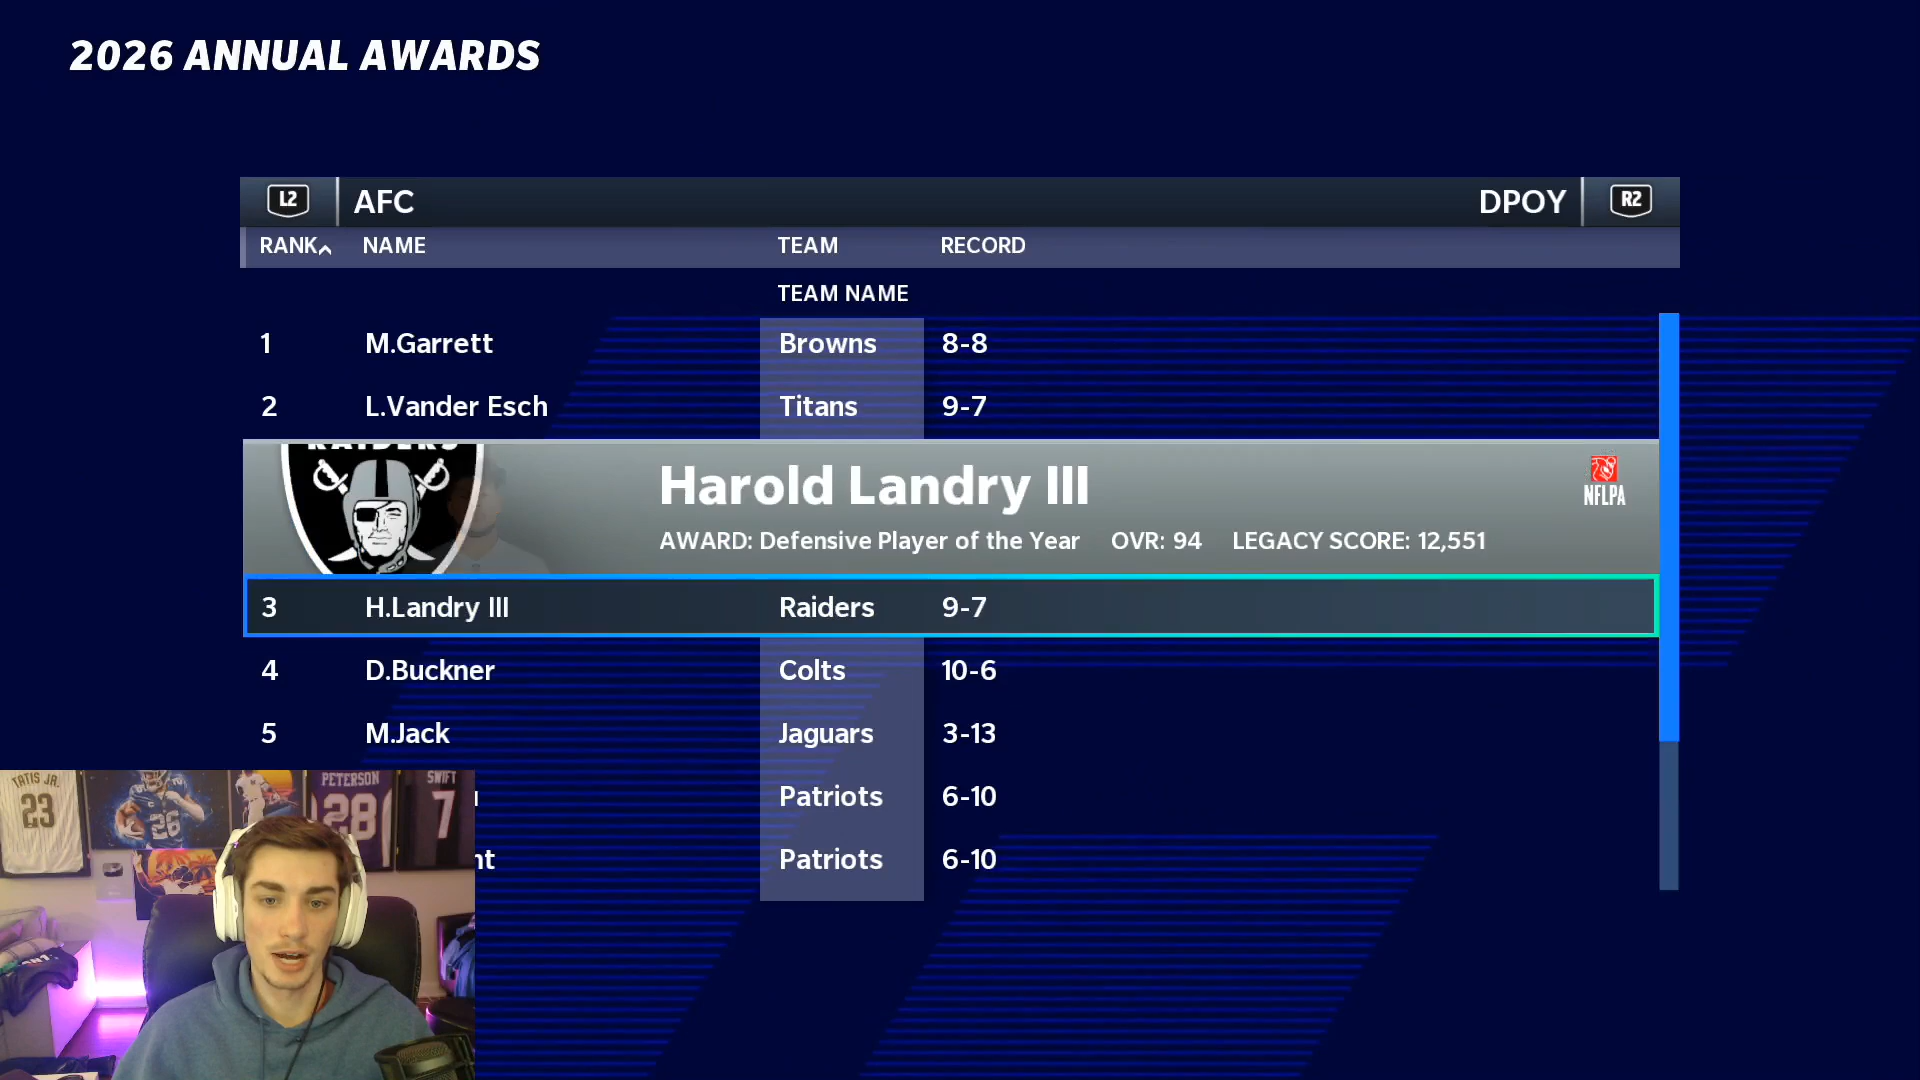 2026 ANNUAL AWARDS
L2 AFC DPOY R2
RANK NAME TEAM RECORD
TEAM NAME
1 M.Garrett Browns 8-8
2 L.Vander Esch Titans 9-7
RAIDERS
Harold Landry III
NFLPA
AWARD: Defensive Player of the Year OVR: 94 LEGACY SCORE: 12,551
3 H.Landry III Raiders 9-7
4 D.Buckner Colts 10-6
5 M.Jack Jaguars 3-13
Patriots 6-10
Patriots 6-10
TATIS JR.
23
26
PETERSON
28
SWIFT
7